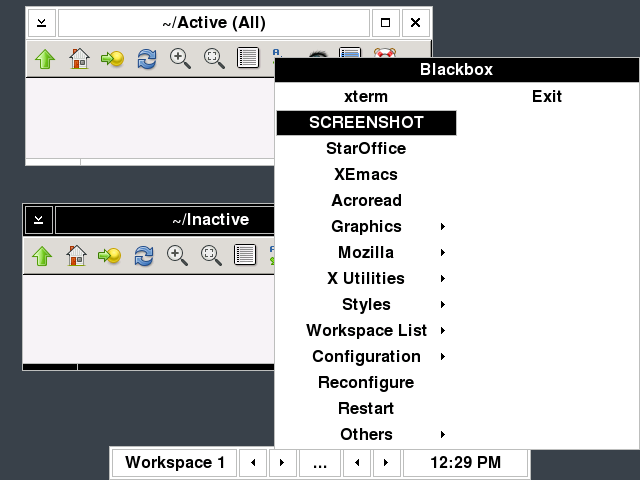 ~/Active (All)
Blackbox
xterm
Exit
SCREENSHOT
StarOffice
XEmacs
Acroread
~/Inactive
Graphics
Mozilla
X Utilities
Styles
Workspace List
Configuration
Reconfigure
Restart
Others
Workspace 1
...
12:29 PM